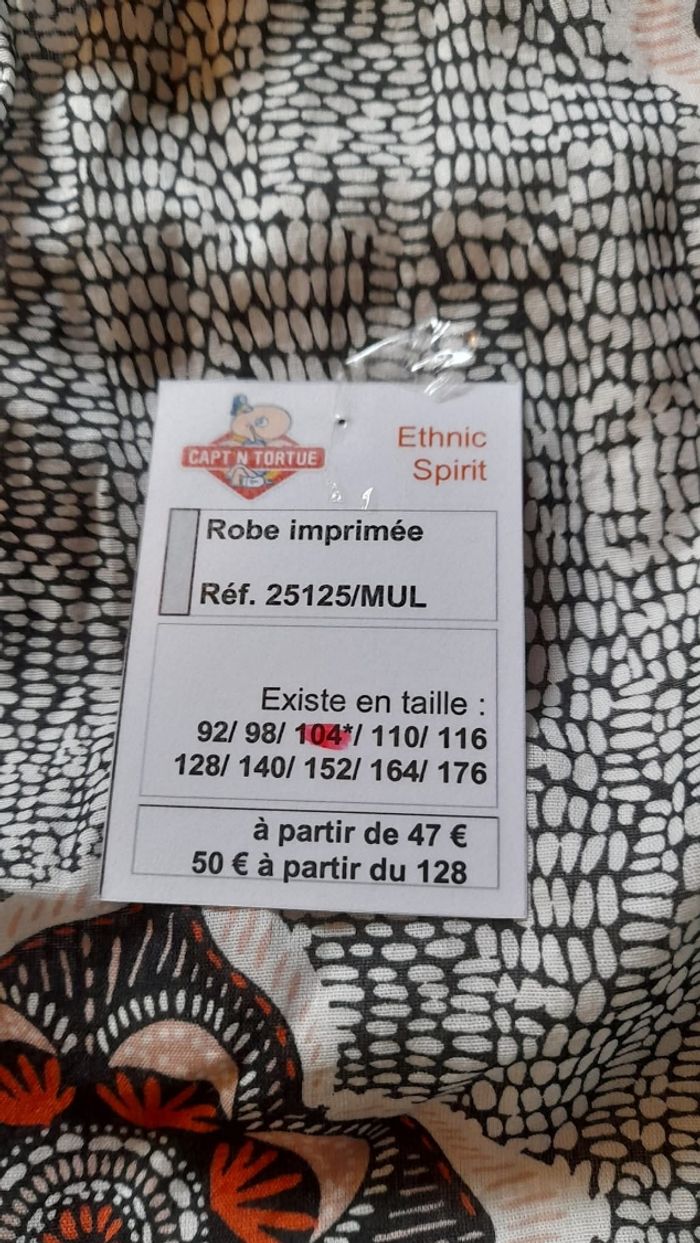 CAPT'N TORTUE
Ethnic
Spirit
Robe imprimée
Réf. 25125/MUL
Existe en taille :
92/ 98/ 104*/ 110/ 116
128/ 140/ 152/ 164/ 176
à partir de 47 €
50 € à partir du 128